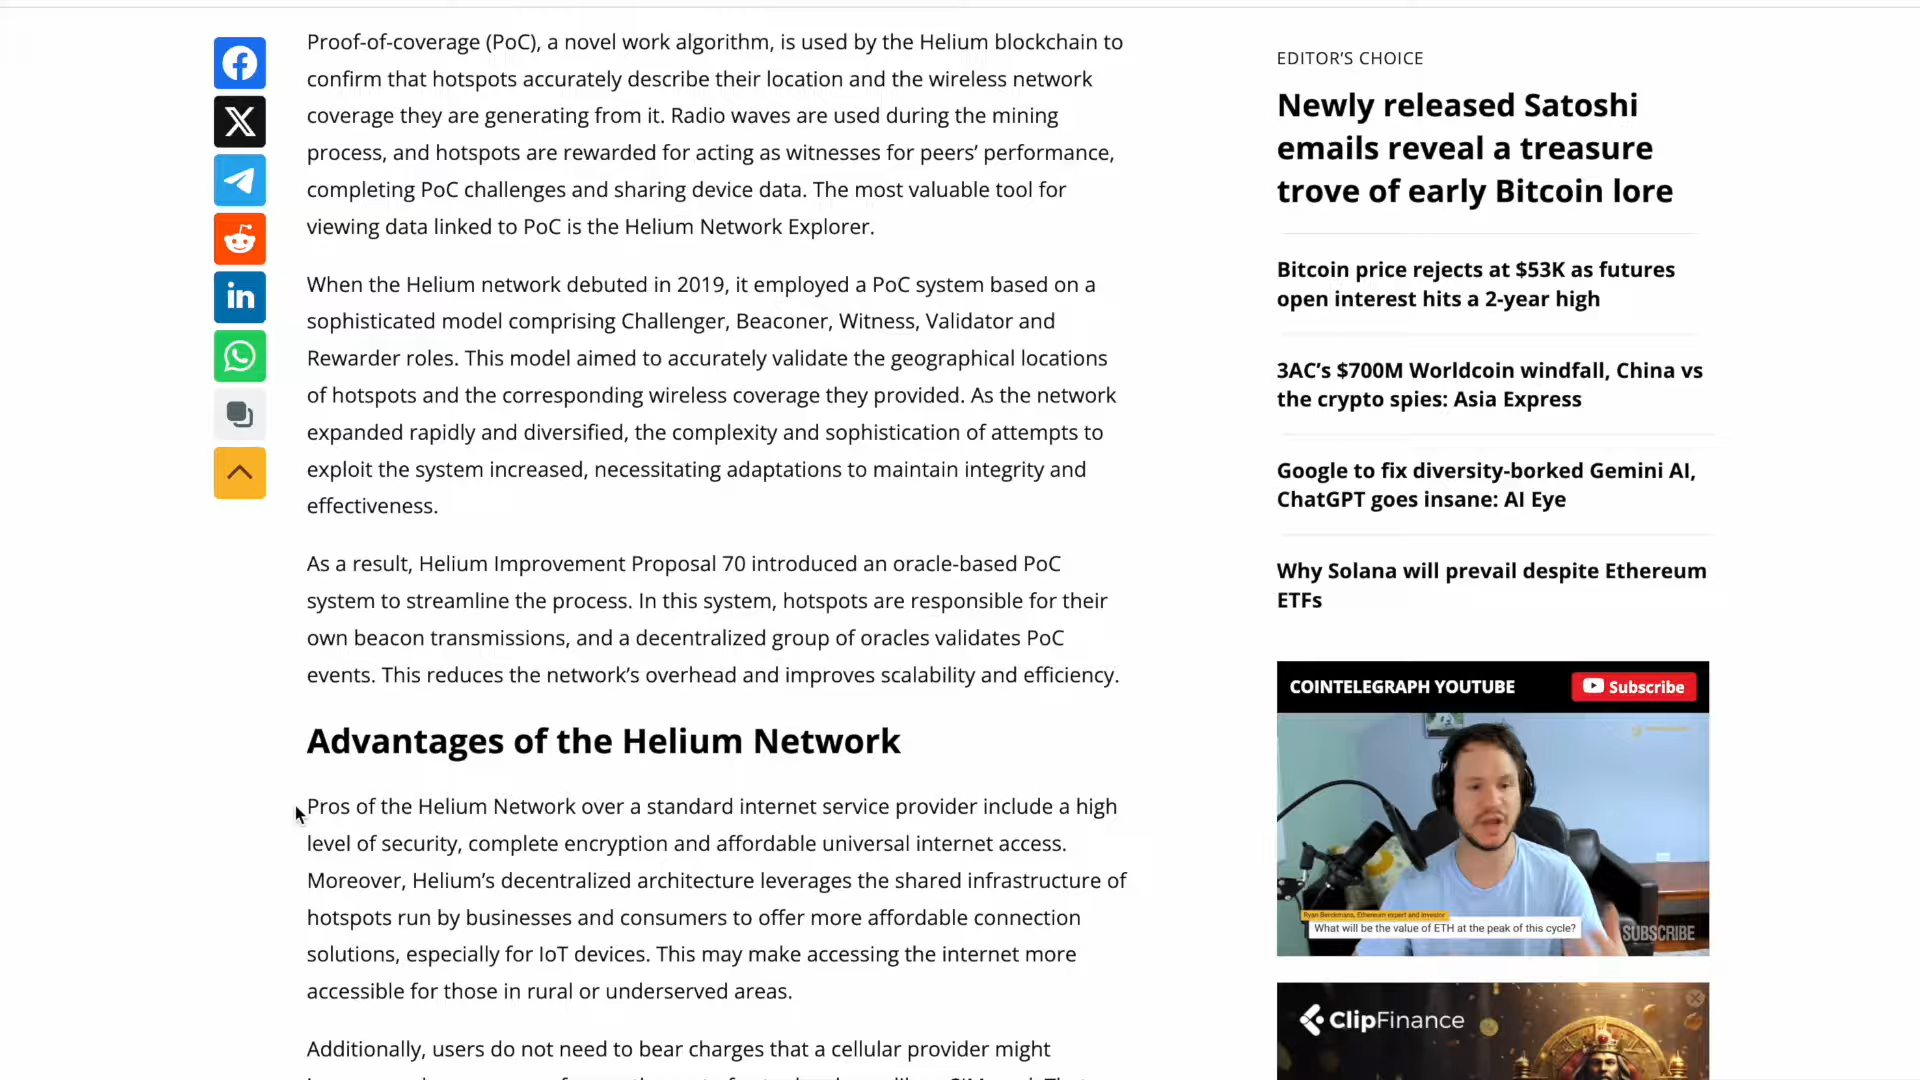 Proof-of-coverage (PoC), a novel work algorithm, is used by the Helium blockchain to
confirm that hotspots accurately describe their location and the wireless network
coverage they are generating from it. Radio waves are used during the mining
process, and hotspots are rewarded for acting as witnesses for peers’ performance,
completing PoC challenges and sharing device data. The most valuable tool for
viewing data linked to PoC is the Helium Network Explorer.
When the Helium network debuted in 2019, it employed a PoC system based on a
sophisticated model comprising Challenger, Beaconer, Witness, Validator and
Rewarder roles. This model aimed to accurately validate the geographical locations
of hotspots and the corresponding wireless coverage they provided. As the network
expanded rapidly and diversified, the complexity and sophistication of attempts to
exploit the system increased, necessitating adaptations to maintain integrity and
effectiveness.
As a result, Helium Improvement Proposal 70 introduced an oracle-based PoC
system to streamline the process. In this system, hotspots are responsible for their
own beacon transmissions, and a decentralized group of oracles validates PoC
events. This reduces the network’s overhead and improves scalability and efficiency.
Advantages of the Helium Network
Pros of the Helium Network over a standard internet service provider include a high
level of security, complete encryption and affordable universal internet access.
Moreover, Helium’s decentralized architecture leverages the shared infrastructure of
hotspots run by businesses and consumers to offer more affordable connection
solutions, especially for IoT devices. This may make accessing the internet more
accessible for those in rural or underserved areas.
Additionally, users do not need to bear charges that a cellular provider might
EDITOR’S CHOICE
Newly released Satoshi
emails reveal a treasure
trove of early Bitcoin lore
Bitcoin price rejects at $53K as futures
open interest hits a 2-year high
3AC’s $700M Worldcoin windfall, China vs
the crypto spies: Asia Express
Google to fix diversity-borked Gemini AI,
ChatGPT goes insane: AI Eye
Why Solana will prevail despite Ethereum
ETFs
COINTELEGRAPH YOUTUBE
Subscribe
Ryan Berckmans, Ethereum expert and investor
What will be the value of ETH at the peak of this cycle?
SUBSCRIBE
ClipFinance